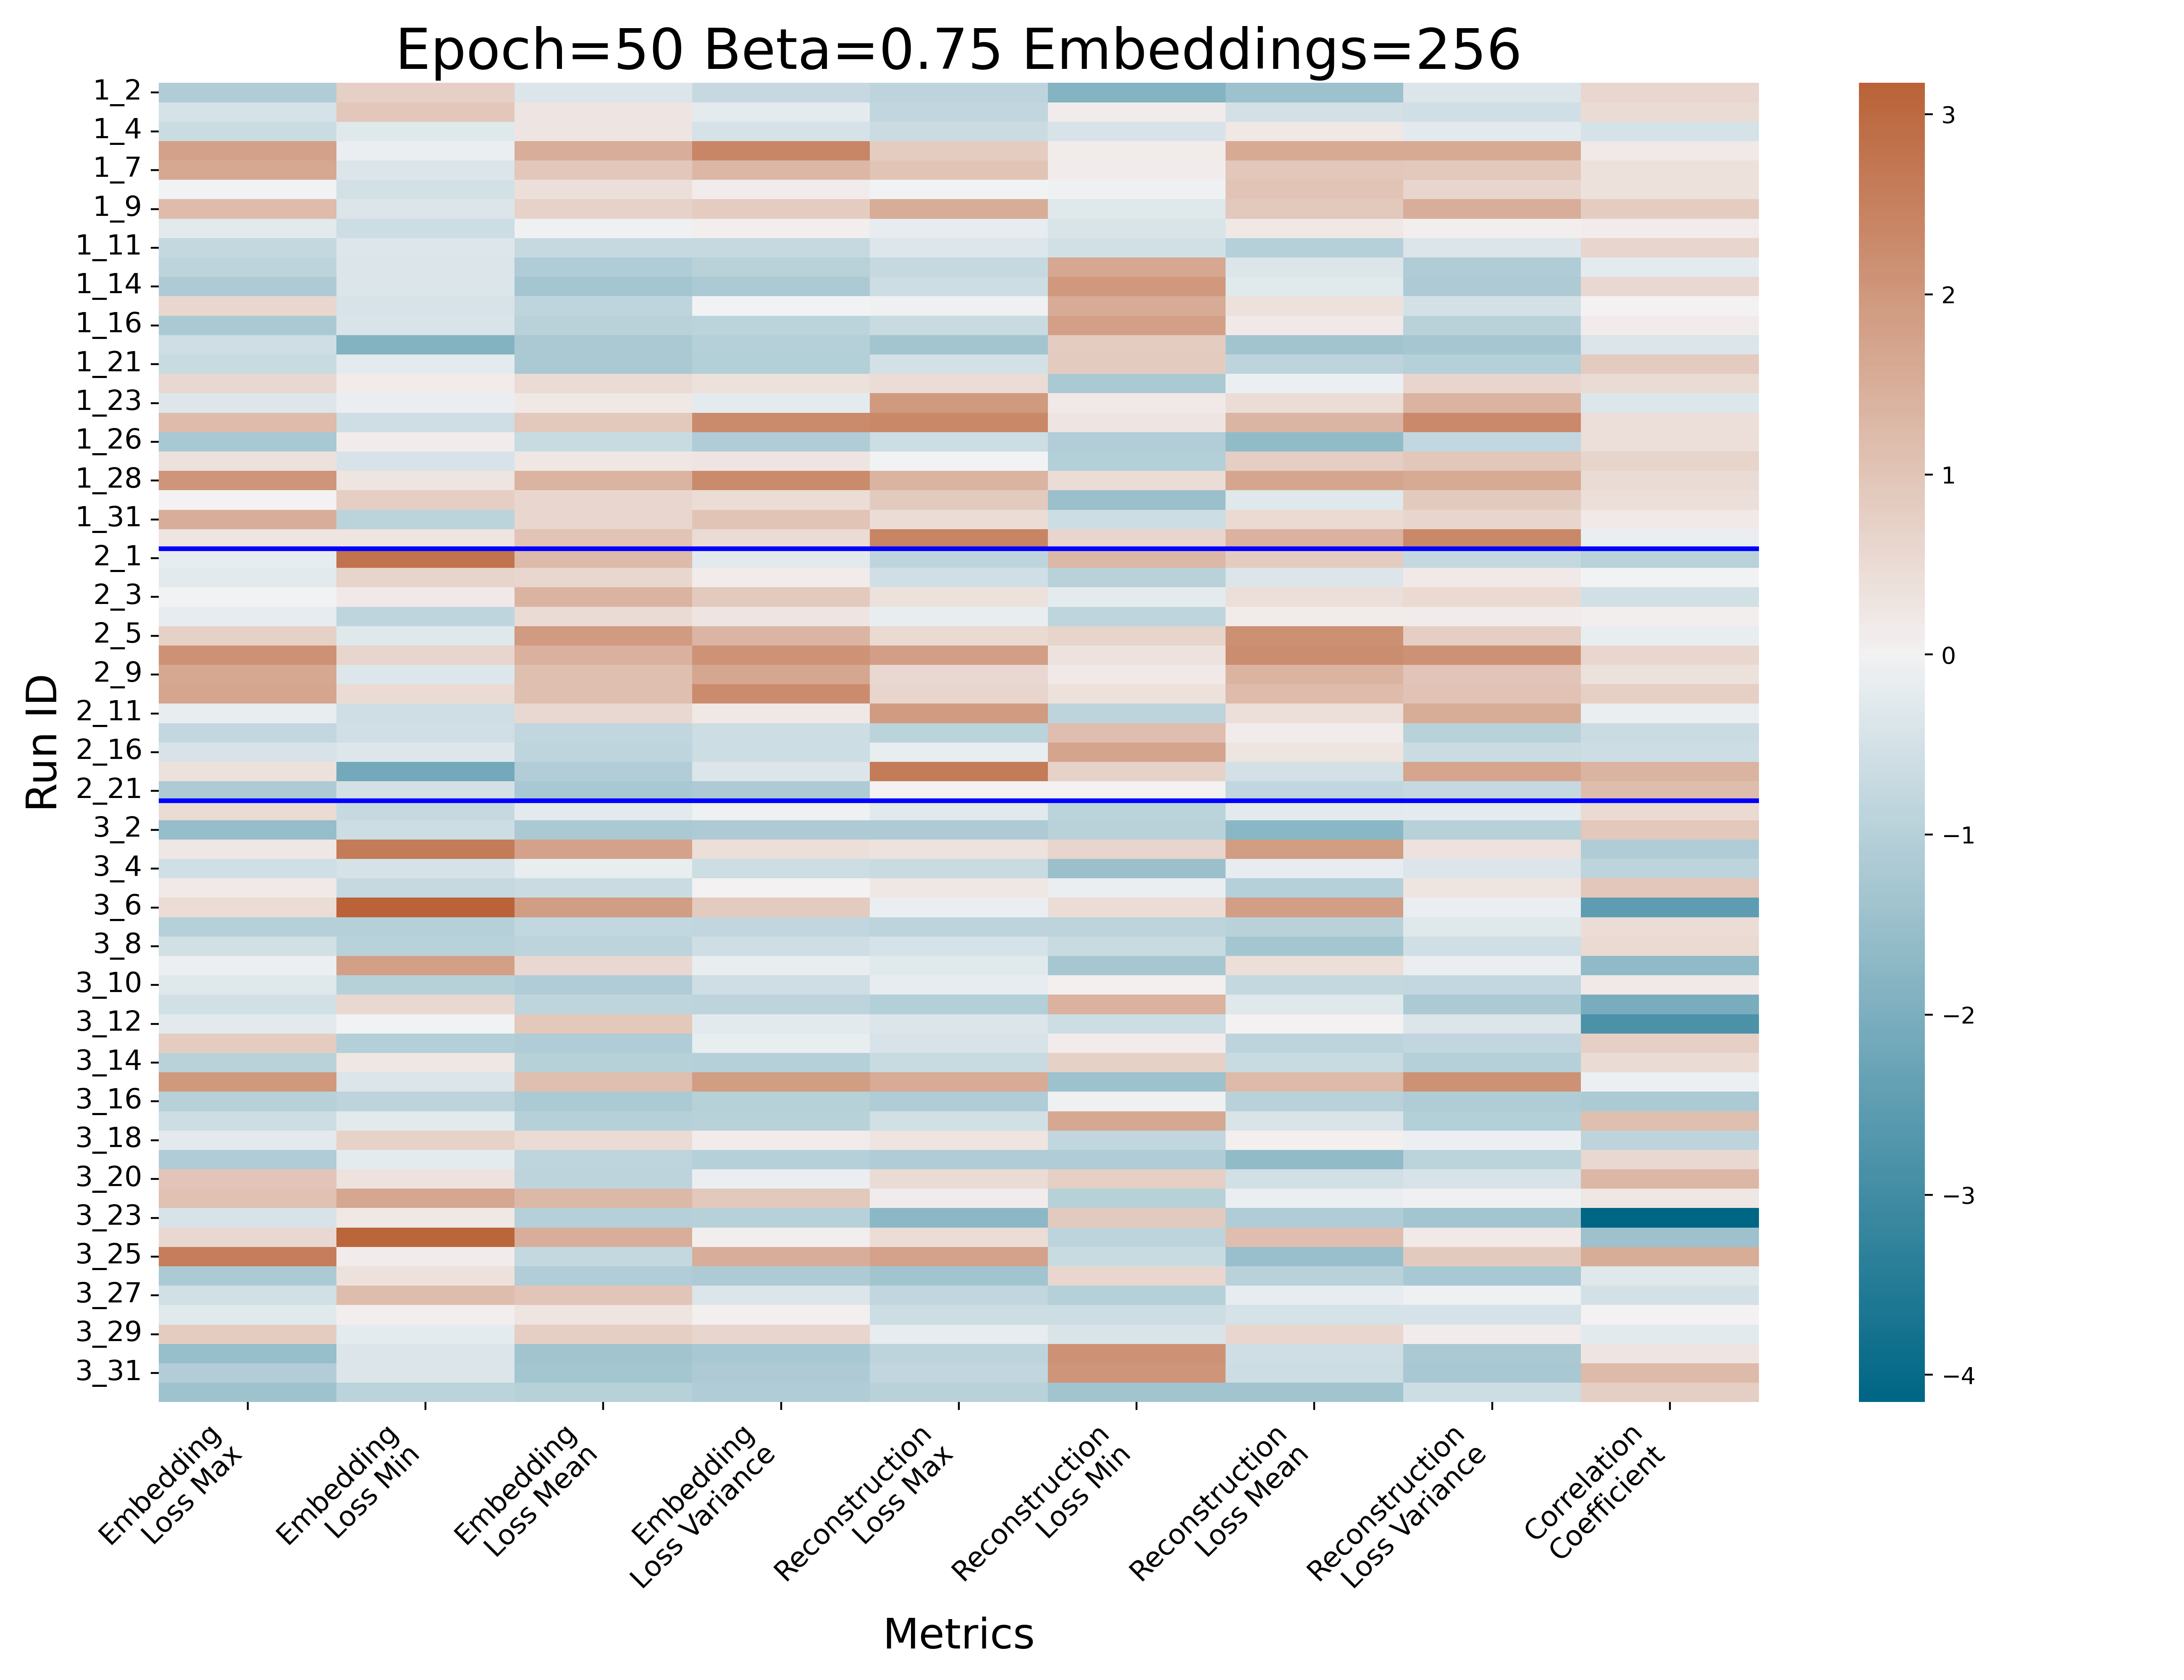 Epoch=50 Beta=0.75 Embeddings=256
Run ID
1_2
1_4
1_7
1_9
1_11
1_14
1_16
1_21
1_23
1_26
1_28
1_31
2_1
2_3
2_5
2_9
2_11
2_16
2_21
3_2
3_4
3_6
3_8
3_10
3_12
3_14
3_16
3_18
3_20
3_23
3_25
3_27
3_29
3_31
Embedding
Loss Max
Embedding
Loss Min
Embedding
Loss Mean
Embedding
Loss Variance
Reconstruction
Loss Max
Reconstruction
Loss Min
Reconstruction
Loss Mean
Reconstruction
Loss Variance
Correlation
Coefficient
Metrics
3
2
1
0
−1
−2
−3
−4